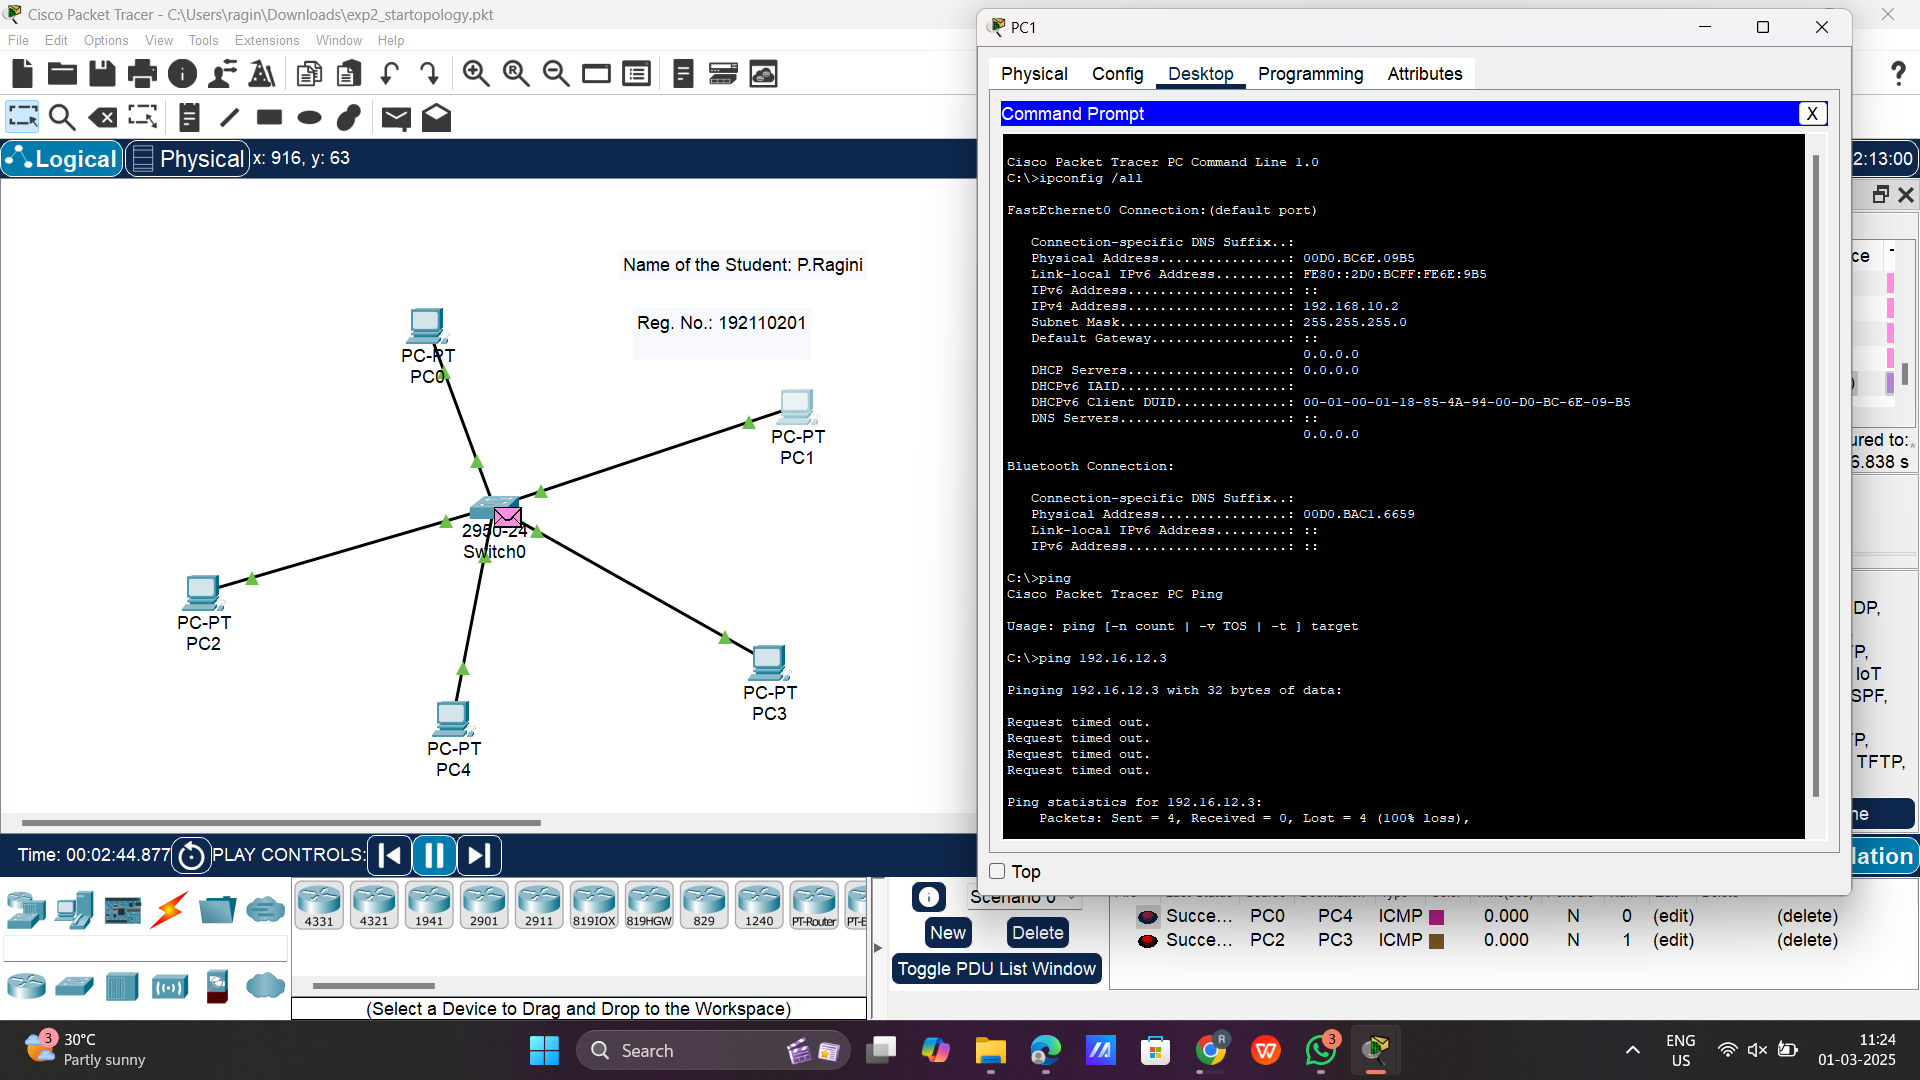 Cisco Packet Tracer - C:\Users\ragin\Downloads\exp2_startopology.pkt
File Edit Options View Tools Extensions Window Help
Logical Physical x: 916, y: 63
2:13:00
Name of the Student: P.Ragini
Reg. No.: 192110201
PC-PT
PC0
PC-PT
PC1
2950-24
Switch0
PC-PT
PC2
PC-PT
PC3
PC-PT
PC4
PC1
Physical Config Desktop Programming Attributes
Command Prompt
X
Cisco Packet Tracer PC Command Line 1.0
C:\>ipconfig /all
FastEthernet0 Connection:(default port)
Connection-specific DNS Suffix..:
Physical Address................: 00D0.BC6E.09B5
Link-local IPv6 Address.........: FE80::2D0:BCFF:FE6E:9B5
IPv6 Address....................: ::
IPv4 Address....................: 192.168.10.2
Subnet Mask.....................: 255.255.255.0
Default Gateway.................: ::
0.0.0.0
DHCP Servers....................: 0.0.0.0
DHCPv6 IAID.....................:
DHCPv6 Client DUID..............: 00-01-00-01-18-85-4A-94-00-D0-BC-6E-09-B5
DNS Servers.....................: ::
0.0.0.0
Bluetooth Connection:
Connection-specific DNS Suffix..:
Physical Address................: 00D0.BAC1.6659
Link-local IPv6 Address.........: ::
IPv6 Address....................: ::
C:\>ping
Cisco Packet Tracer PC Ping
Usage: ping [-n count | -v TOS | -t ] target
C:\>ping 192.16.12.3
Pinging 192.16.12.3 with 32 bytes of data:
Request timed out.
Request timed out.
Request timed out.
Request timed out.
Ping statistics for 192.16.12.3:
Packets: Sent = 4, Received = 0, Lost = 4 (100% loss),
Top
ce
ured to:
6.838 s
DP,
P,
IoT
SPF,
P,
TFTP,
ne
lation
Time: 00:02:44.877 PLAY CONTROLS:
4331 4321 1941 2901 2911 819IOX 819HGW 829 1240 PT-Router PT-E
(Select a Device to Drag and Drop to the Workspace)
Scenario 0
New Delete
Toggle PDU List Window
Succe... PC0 PC4 ICMP 0.000 N 0 (edit) (delete)
Succe... PC2 PC3 ICMP 0.000 N 1 (edit) (delete)
3
30°C
Partly sunny
Search
R
3
ENG
US
11:24
01-03-2025